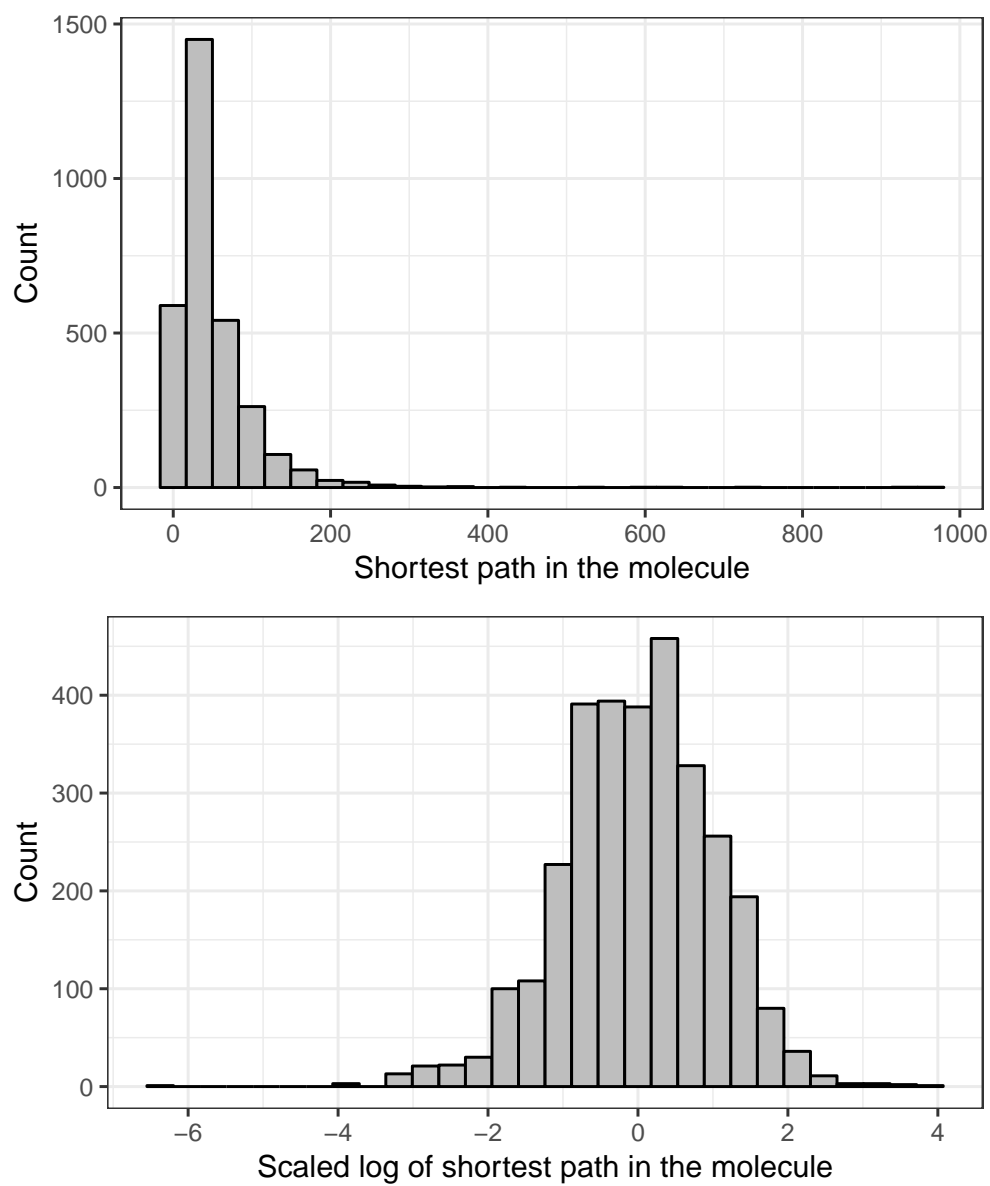 1500
1000
500
0
Count
0 200 400 600 800 1000
Shortest path in the molecule
400
300
200
100
0
Count
−6 −4 −2 0 2 4
Scaled log of shortest path in the molecule